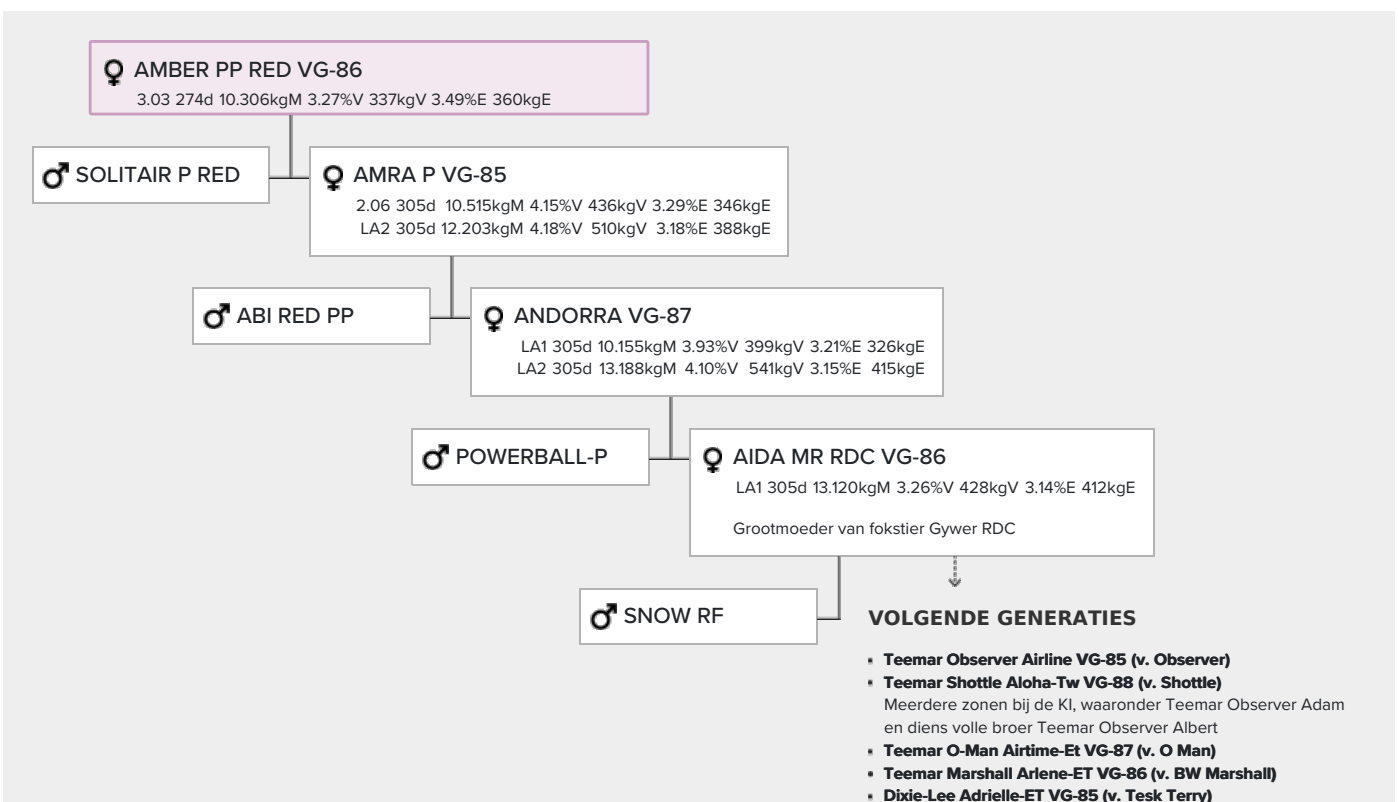 AMBER PP RED VG-86
3.03 274d 10.306kgM 3.27%V 337kgV 3.49%E 360kgE
SOLITAIR P RED
AMRA P VG-85
2.06 305d 10.515kgM 4.15%V 436kgV 3.29%E 346kgE
LA2 305d 12.203kgM 4.18%V 510kgV 3.18%E 388kgE
ABI RED PP
ANDORRA VG-87
LA1 305d 10.155kgM 3.93%V 399kgV 3.21%E 326kgE
LA2 305d 13.188kgM 4.10%V 541kgV 3.15%E 415kgE
POWERBALL-P
AIDA MR RDC VG-86
LA1 305d 13.120kgM 3.26%V 428kgV 3.14%E 412kgE
Grootmoeder van fokstier Gywer RDC
SNOW RF
VOLGENDE GENERATIES
Teemar Observer Airline VG-85 (v. Observer)
Teemar Shottle Aloha-Tw VG-88 (v. Shottle)
Meerdere zonen bij de KI, waaronder Teemar Observer Adam
en diens volle broer Teemar Observer Albert
Teemar O-Man Airtime-Et VG-87 (v. O Man)
Teemar Marshall Arlene-ET VG-86 (v. BW Marshall)
Dixie-Lee Adrielle-ET VG-85 (v. Tesk Terry)